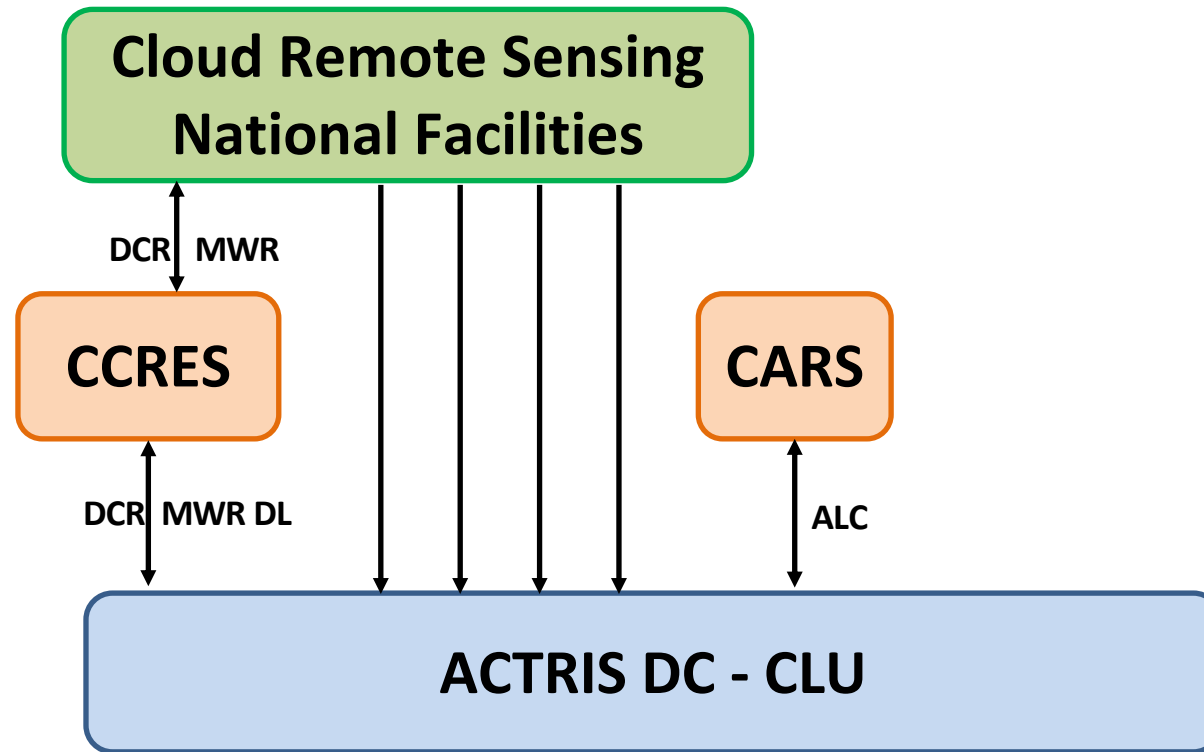 Cloud Remote Sensing
National Facilities
DCR MWR
CCRES
CARS
DCR MWR DL
ALC
ACTRIS DC - CLU